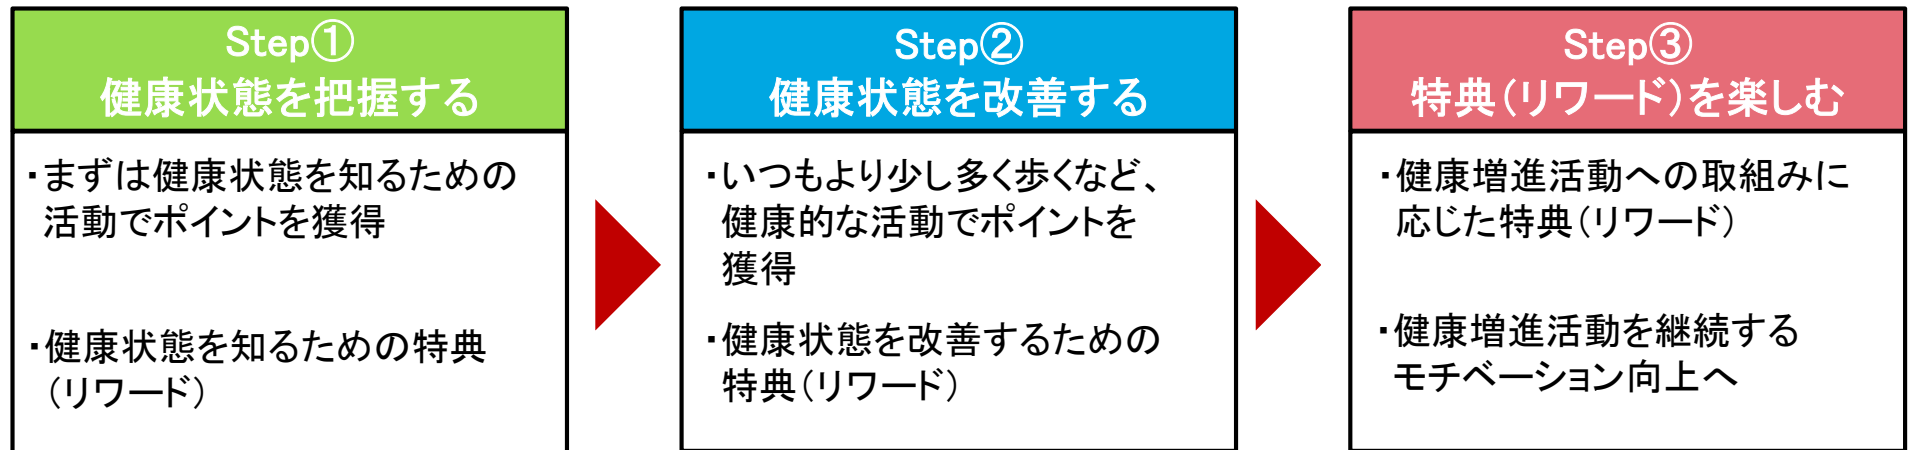 Step①
健康状態を把握する
・まずは健康状態を知るための
活動でポイントを獲得
・健康状態を知るための特典
（リワード）
Step②
健康状態を改善する
・いつもより少し多く歩くなど、
健康的な活動でポイントを
獲得
・健康状態を改善するための
特典（リワード）
Step③
特典（リワード）を楽しむ
・健康増進活動への取組みに
応じた特典（リワード）
・健康増進活動を継続する
モチベーション向上へ